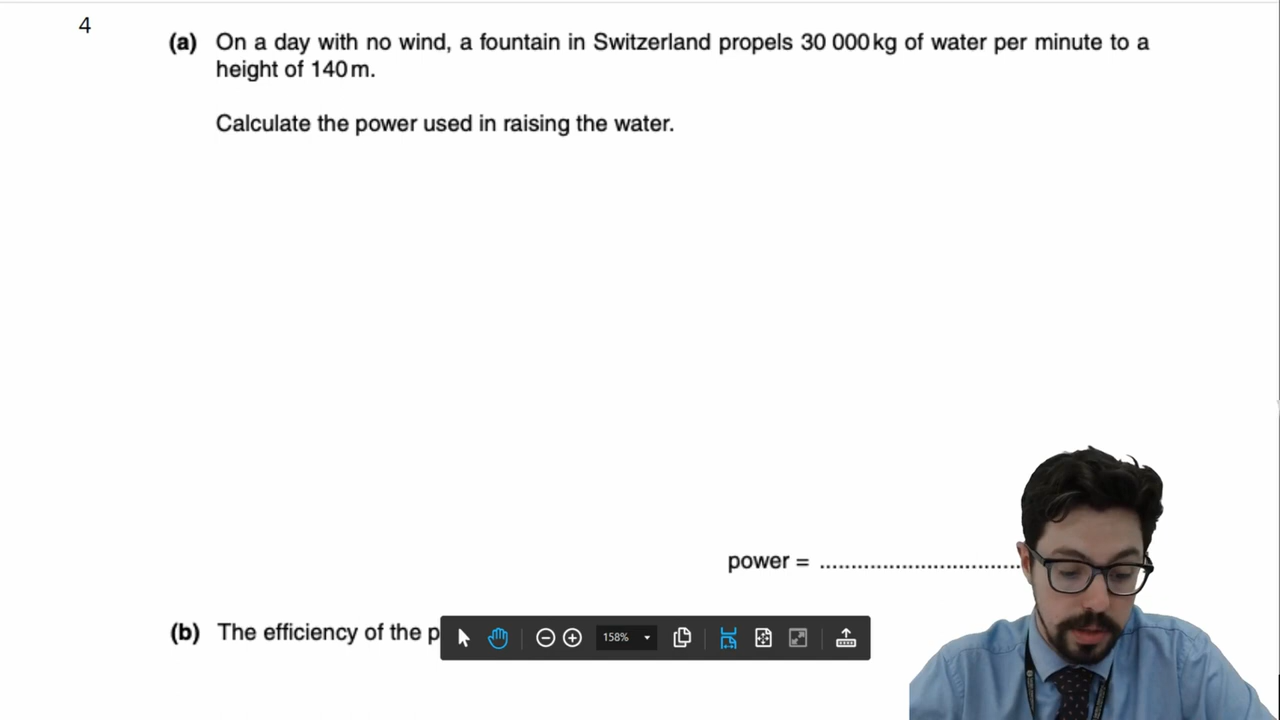 4
(a) On a day with no wind, a fountain in Switzerland propels 30 000 kg of water per minute to a
height of 140 m.
Calculate the power used in raising the water.
power = ................................
(b) The efficiency of the p
158%